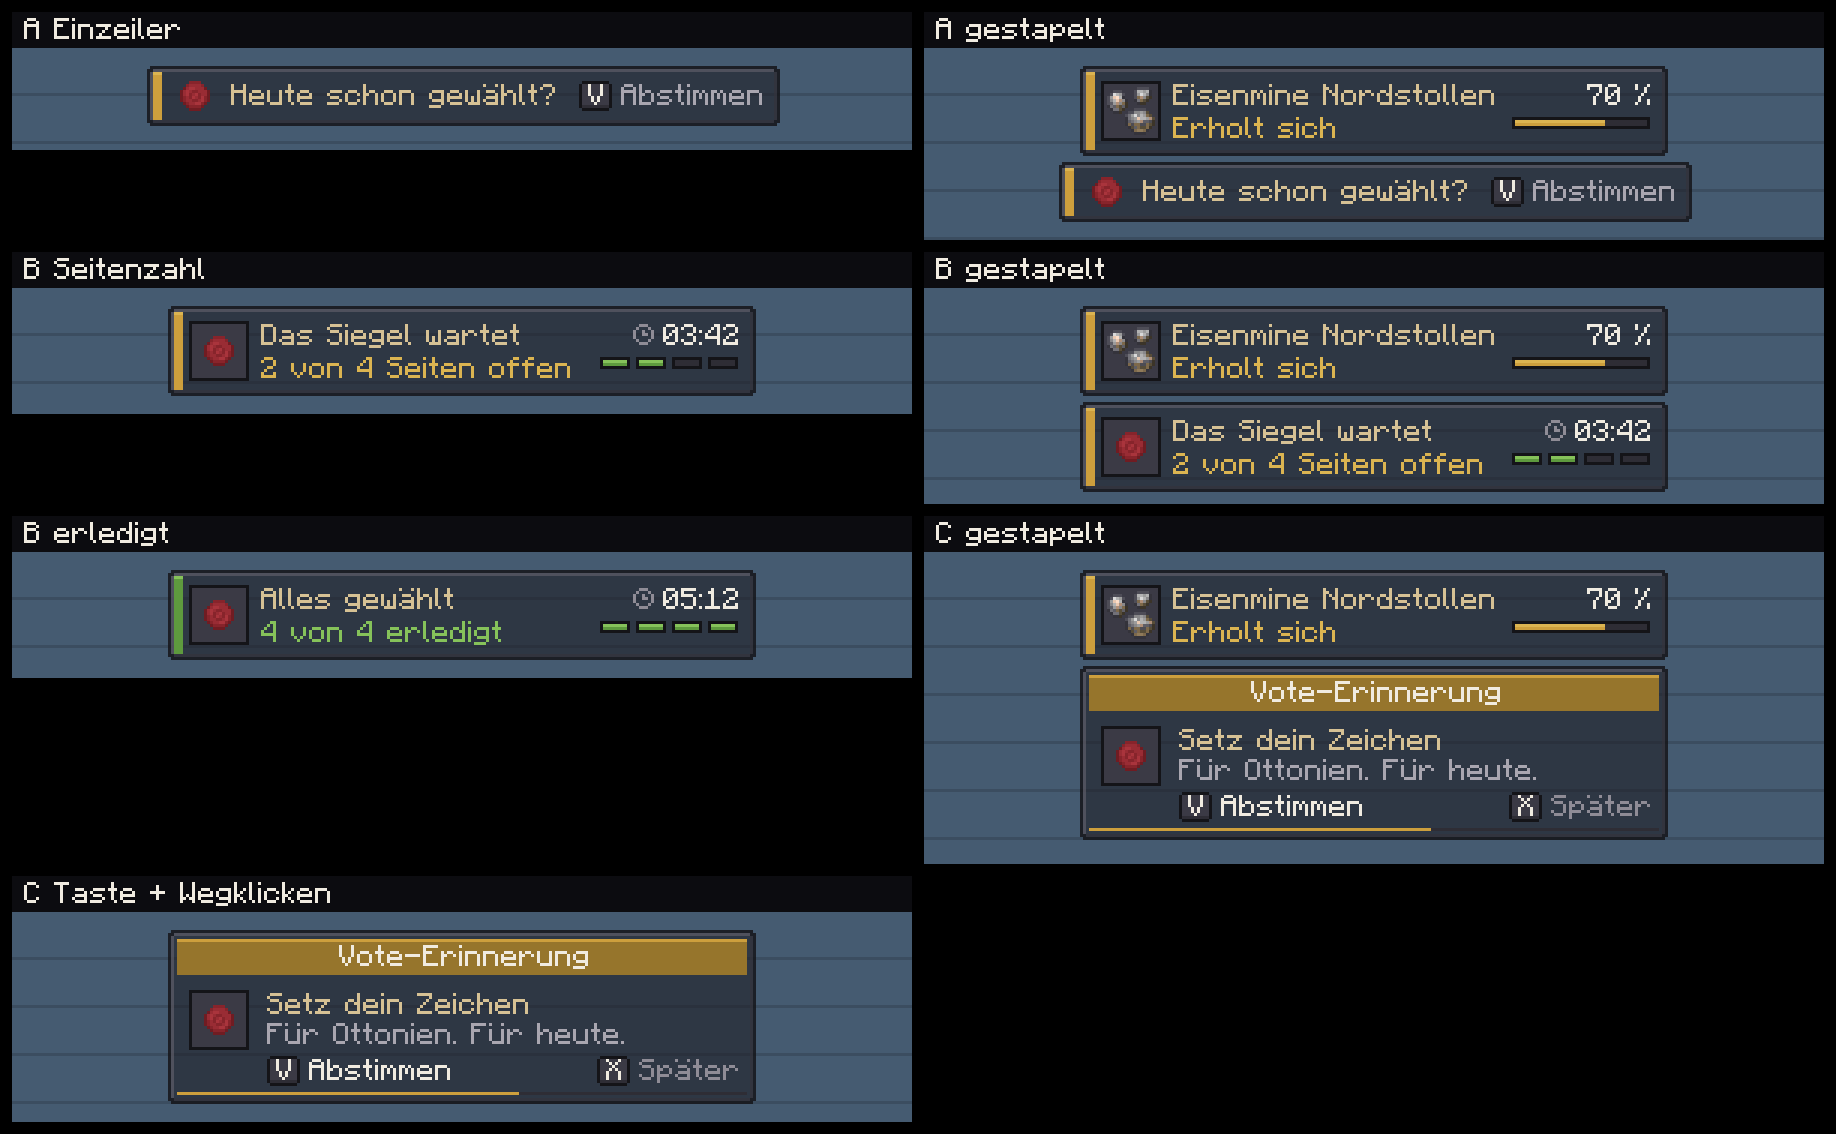 A Einzeiler
Heute schon gewählt? V Abstimmen
A gestapelt
Eisenmine Nordstollen 70 %
Erholt sich
Heute schon gewählt? V Abstimmen
B Seitenzahl
Das Siegel wartet 03:42
2 von 4 Seiten offen
B gestapelt
Eisenmine Nordstollen 70 %
Erholt sich
Das Siegel wartet 03:42
2 von 4 Seiten offen
B erledigt
Alles gewählt 05:12
4 von 4 erledigt
C gestapelt
Eisenmine Nordstollen 70 %
Erholt sich
Vote-Erinnerung
Setz dein Zeichen
Für Ottonien. Für heute.
V Abstimmen X Später
C Taste + Wegklicken
Vote-Erinnerung
Setz dein Zeichen
Für Ottonien. Für heute.
V Abstimmen X Später